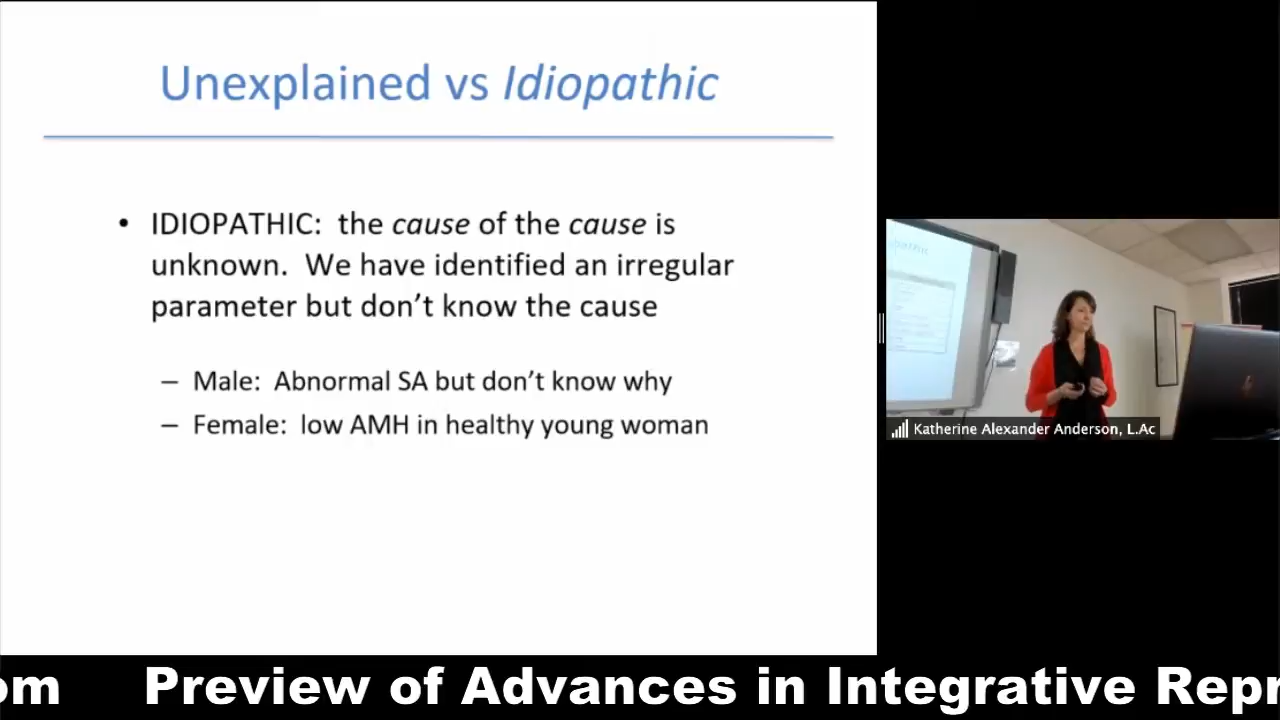 Unexplained vs Idiopathic
• IDIOPATHIC: the cause of the cause is
unknown. We have identified an irregular
parameter but don't know the cause
– Male: Abnormal SA but don't know why
– Female: low AMH in healthy young woman
Katherine Alexander Anderson, L.Ac
om Preview of Advances in Integrative Repr